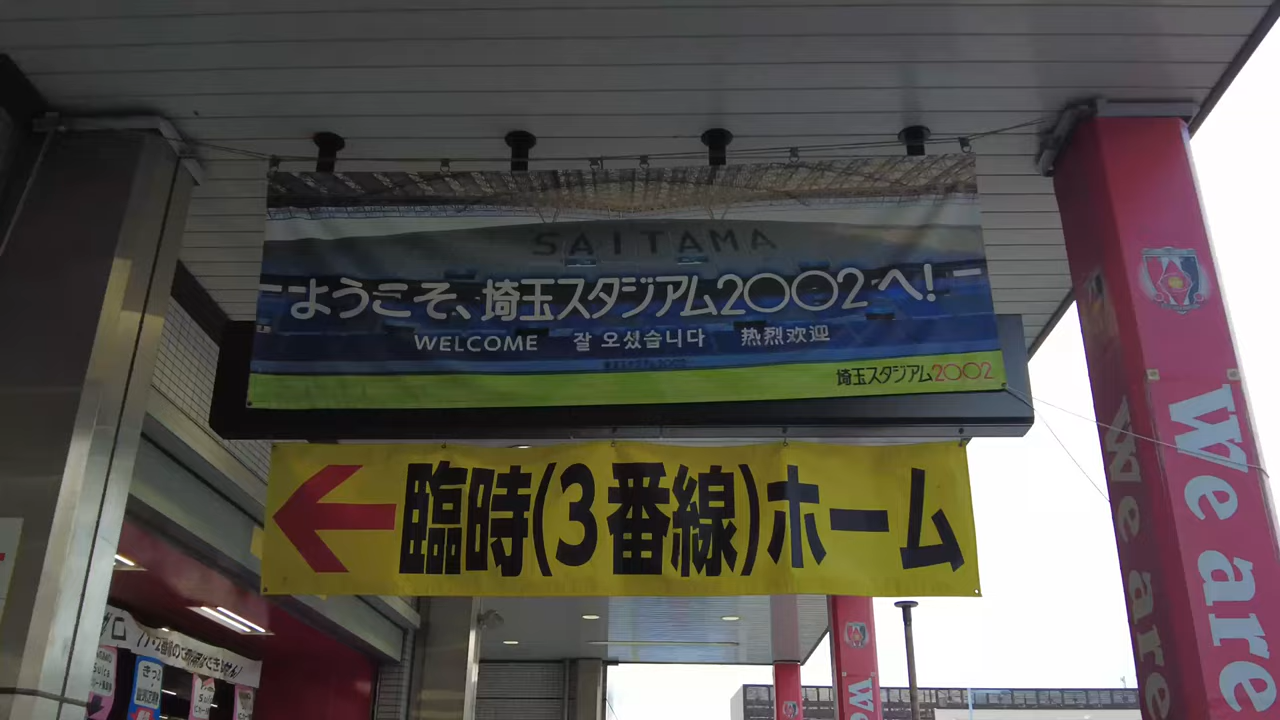 SAITAMA
ようこそ、埼玉スタジアム2002へ!
WELCOME 잘 오셨습니다 热烈欢迎
埼玉スタジアム2002
臨時(3番線)ホーム
We are
We are
W